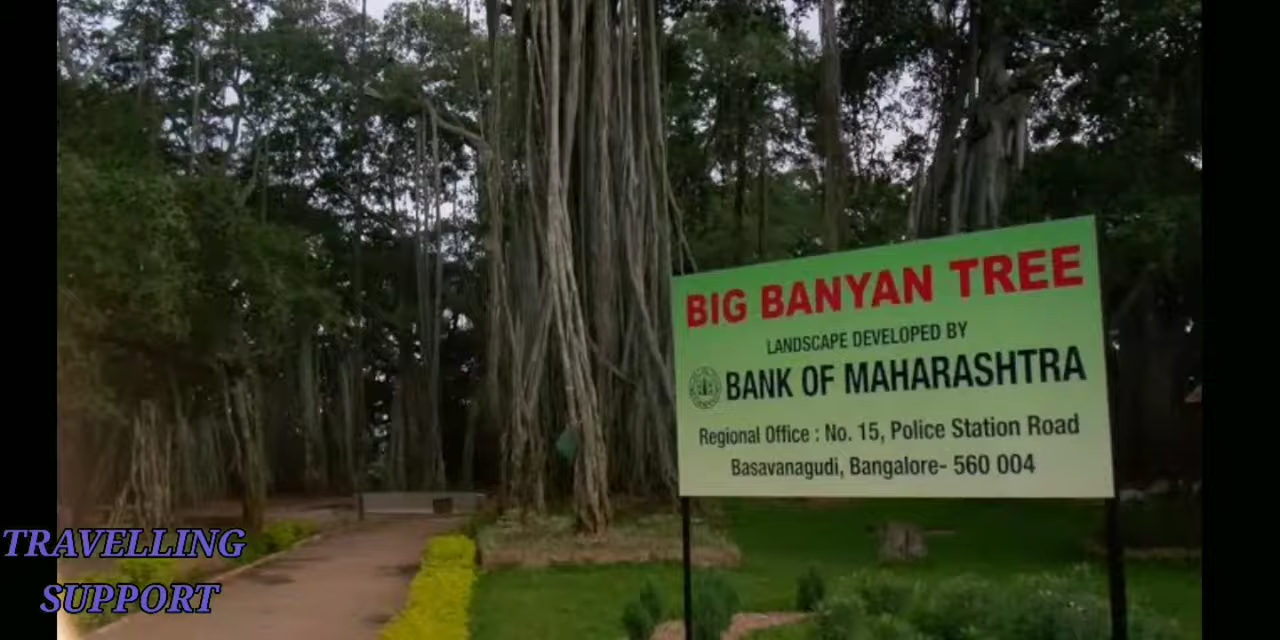 BIG BANYAN TREE
LANDSCAPE DEVELOPED BY
BANK OF MAHARASHTRA
Regional Office : No. 15, Police Station Road
Basavanagudi, Bangalore- 560 004
TRAVELLING
SUPPORT